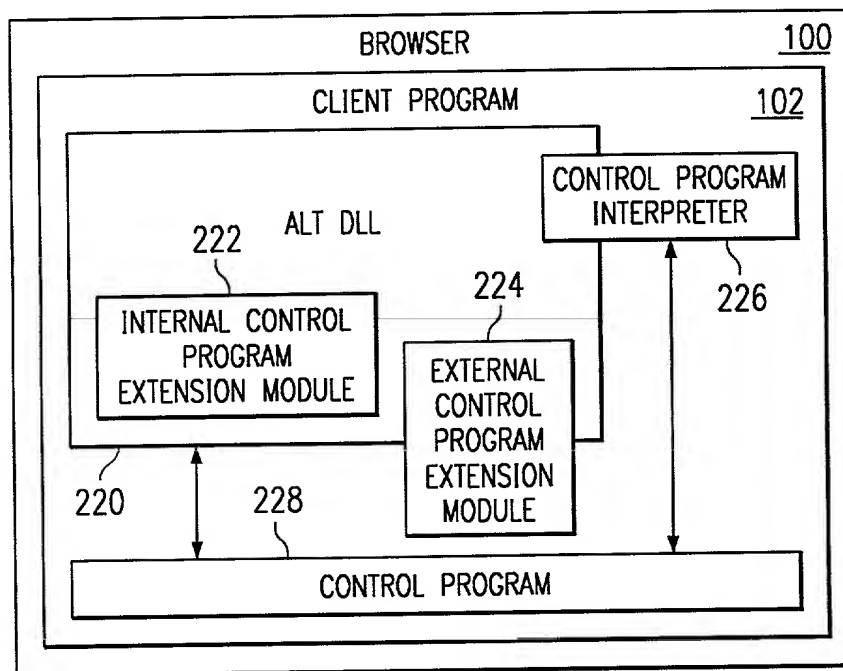 BROWSER
100
CLIENT PROGRAM
102
CONTROL PROGRAM
INTERPRETER
ALT DLL
222
224
226
INTERNAL CONTROL
PROGRAM
EXTENSION MODULE
EXTERNAL
CONTROL
PROGRAM
EXTENSION
MODULE
220
228
CONTROL PROGRAM